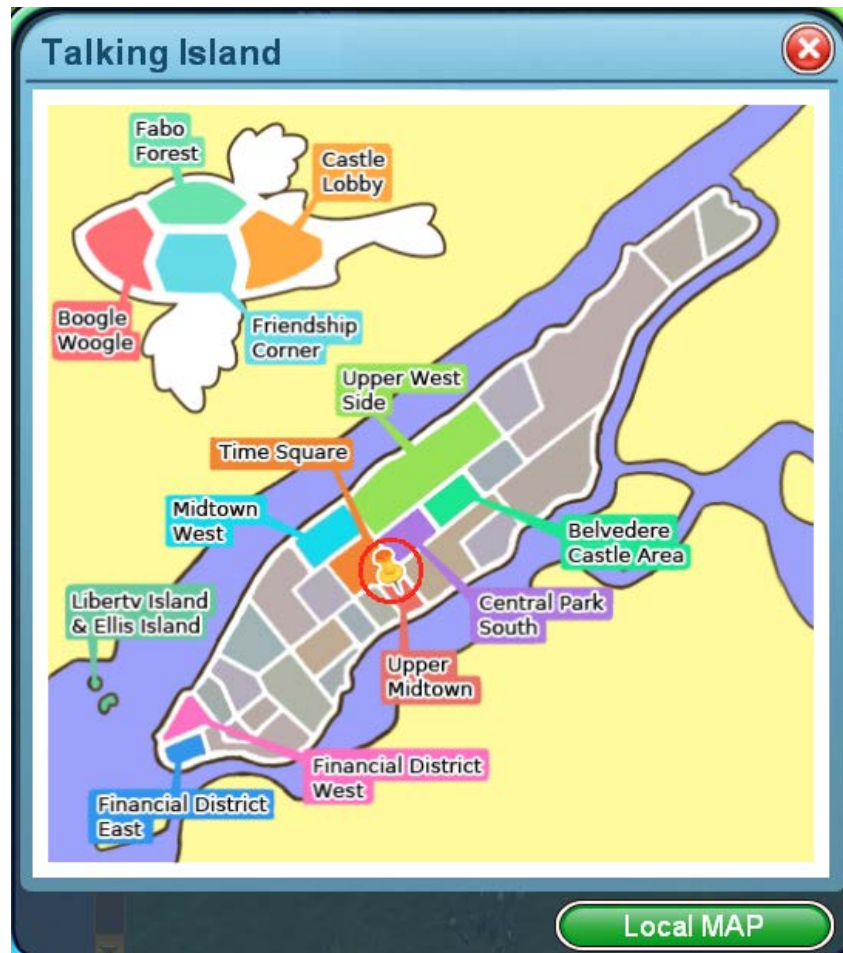 Talking Island
Fabo
Forest
Castle
Lobby
Boogle
Woogle
Friendship
Corner
Upper West
Side
Time Square
Midtown
West
Belvedere
Castle Area
Liberty Island
& Ellis Island
Central Park
South
Upper
Midtown
Financial District
West
Financial District
East
Local MAP